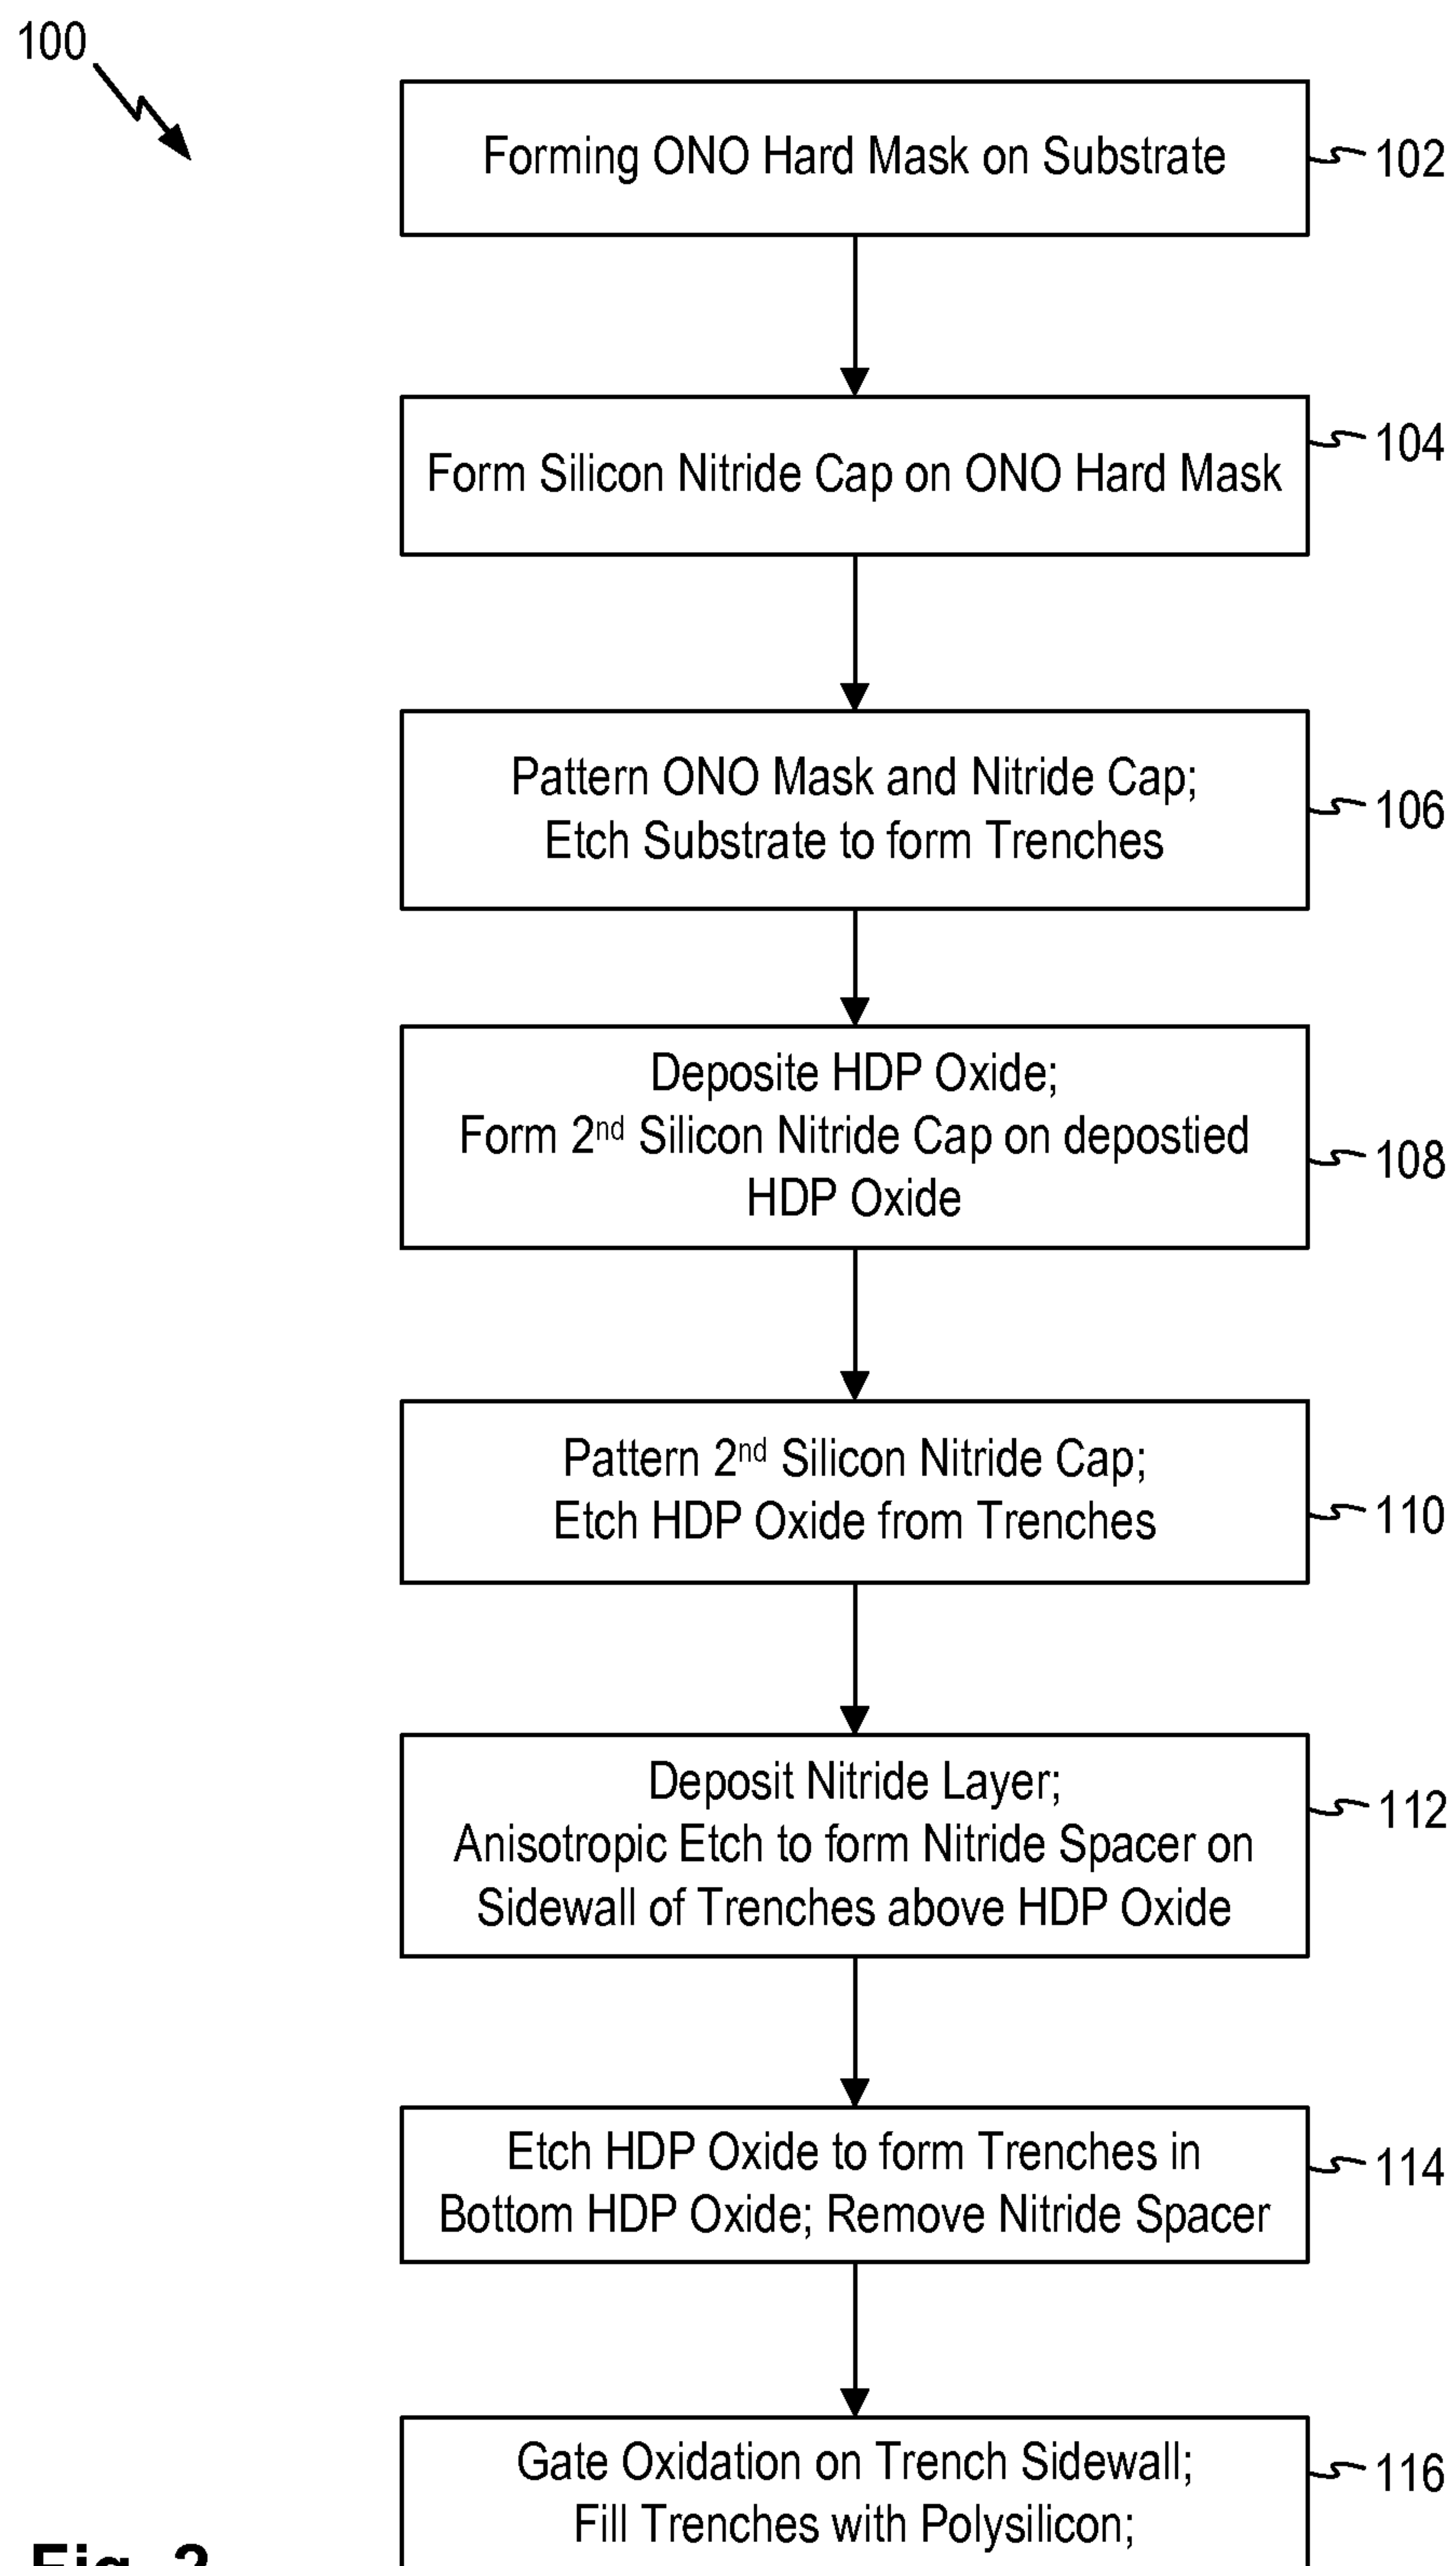 100
Forming ONO Hard Mask on Substrate
102
Form Silicon Nitride Cap on ONO Hard Mask
104
Pattern ONO Mask and Nitride Cap;
Etch Substrate to form Trenches
106
Deposite HDP Oxide;
Form 2nd Silicon Nitride Cap on depostied
HDP Oxide
108
Pattern 2nd Silicon Nitride Cap;
Etch HDP Oxide from Trenches
110
Deposit Nitride Layer;
Anisotropic Etch to form Nitride Spacer on
Sidewall of Trenches above HDP Oxide
112
Etch HDP Oxide to form Trenches in
Bottom HDP Oxide; Remove Nitride Spacer
114
Gate Oxidation on Trench Sidewall;
Fill Trenches with Polysilicon;
116
Fig.